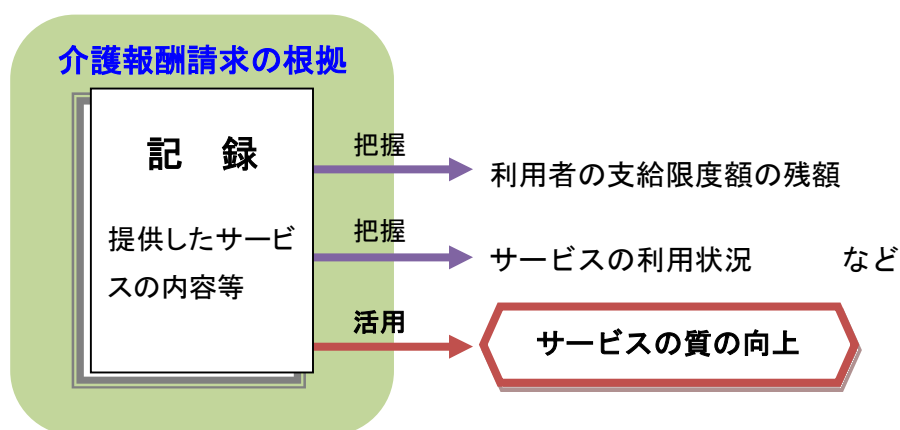 介護報酬請求の根拠
記　録
提供したサービ
スの内容等
把握
利用者の支給限度額の残額
把握
サービスの利用状況　　　など
活用
サービスの質の向上